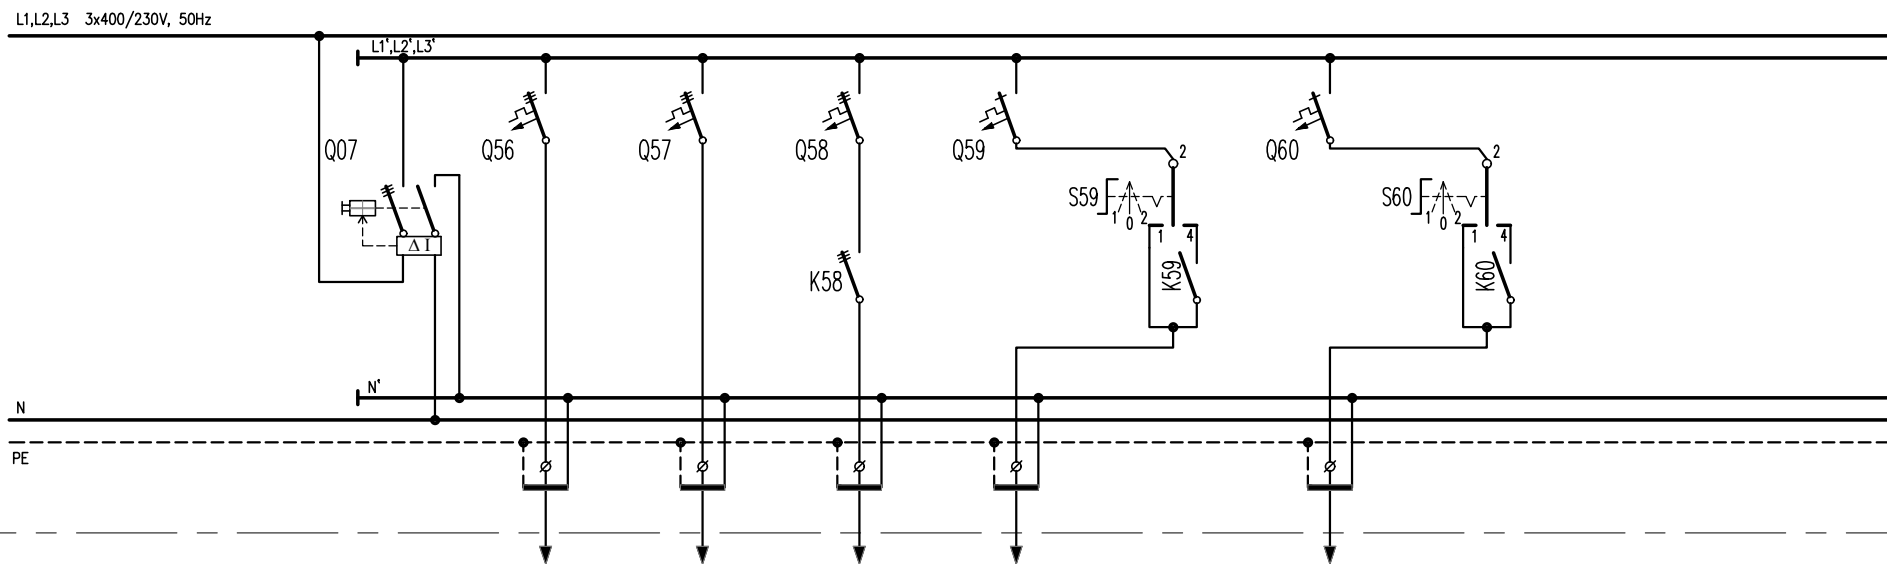 L1,L2,L3 3x400/230V, 50Hz
L1',L2',L3'
Q07
Q56
Q57
Q58
Q59
Q60
2
2
S59
1 0 2
S60
1 0 2
1 4
1 4
Δ I
K58
K59
K60
N'
N
PE